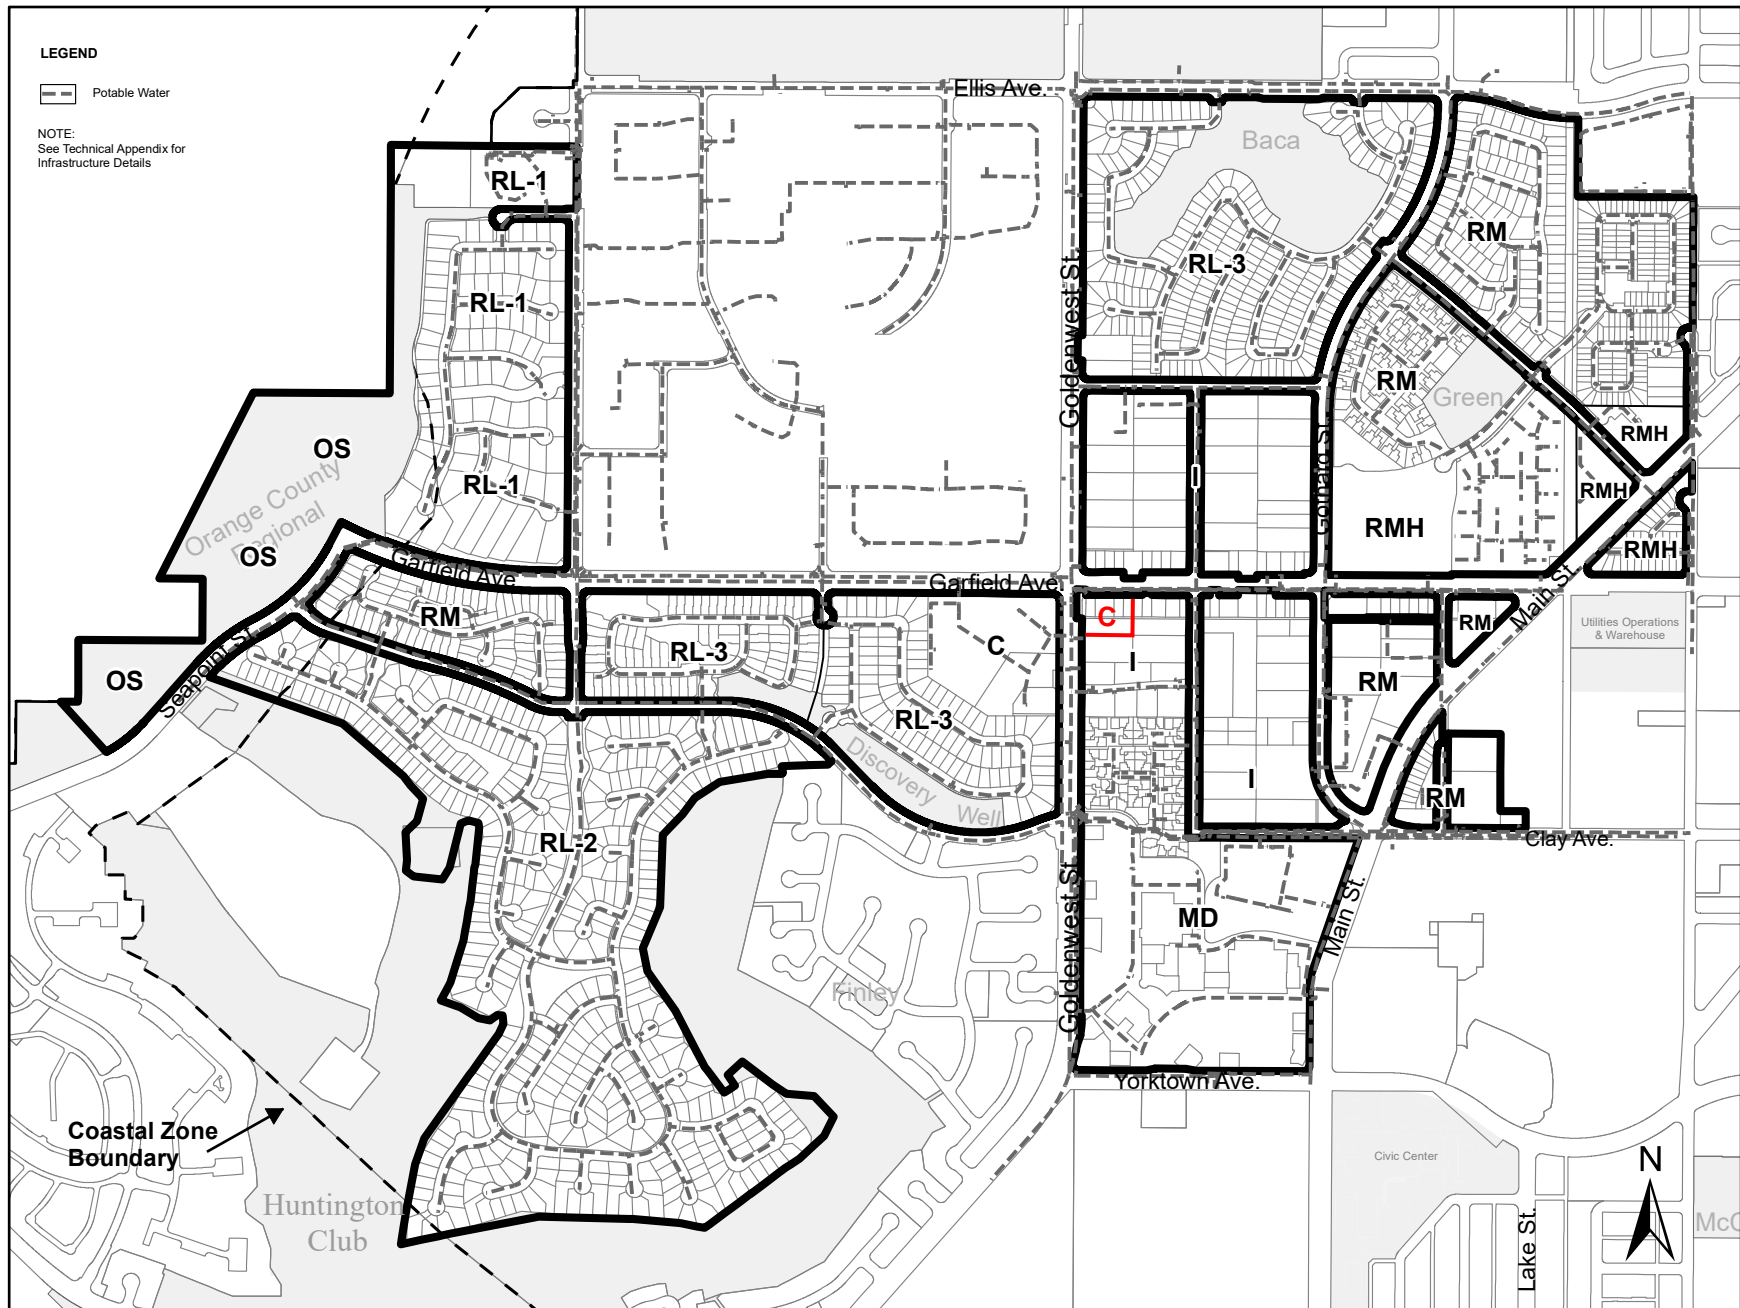 LEGEND
Potable Water
NOTE:
See Technical Appendix for
Infrastructure Details
Ellis Ave.
Baca
RL-1
RM
RL-3
Goldenwest St.
RL-1
RM
Green
RMH
OS
RL-1
I
Gothard St.
RMH
Orange County
Regional
RMH
RMH
OS
Garfield Ave.
Garfield Ave.
Main St.
RM
C
C
RM
Utilities Operations
& Warehouse
RL-3
I
OS
Seapoint St.
RM
RL-3
Discovery
Well
I
RM
RL-2
Clay Ave.
Goldenwest St.
MD
Main St.
Finley
Yorktown Ave.
Coastal Zone
Boundary
Civic Center
N
Huntington
Club
Lake St.